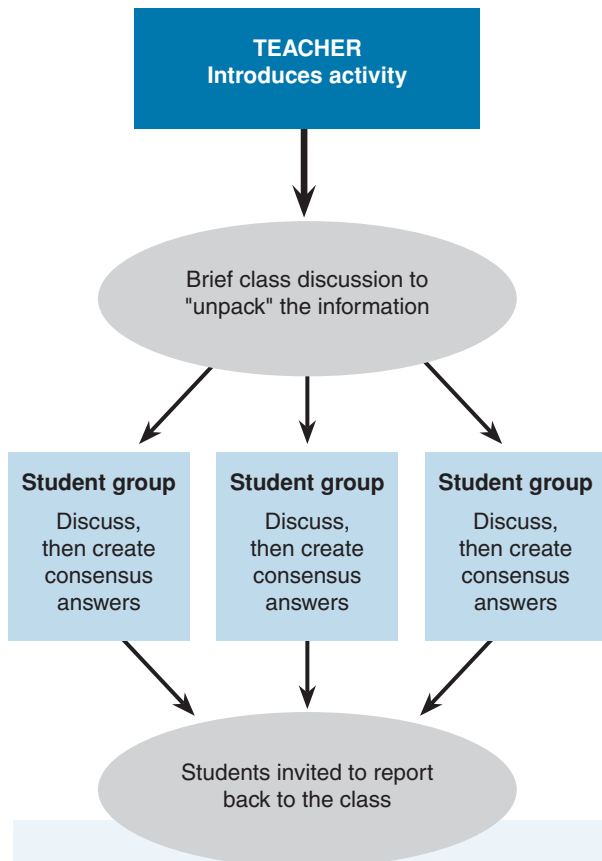 TEACHER
Introduces activity
Brief class discussion to
"unpack" the information
Student group
Discuss,
then create
consensus
answers
Student group
Discuss,
then create
consensus
answers
Student group
Discuss,
then create
consensus
answers
Students invited to report
back to the class